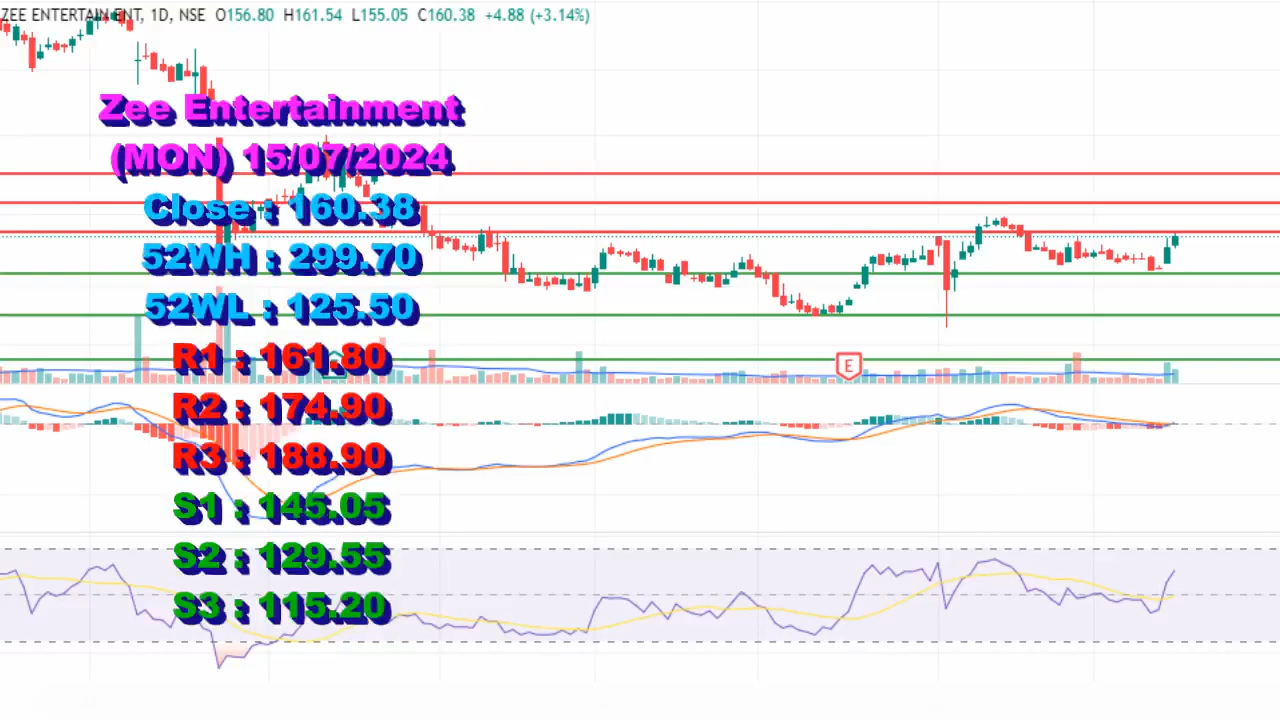 ZEE ENTERTAINMENT, 1D, NSE O156.80 H161.54 L155.05 C160.38 +4.88 (+3.14%)
Zee Entertainment
(MON) 15/07/2024
Close : 160.38
52WH : 299.70
52WL : 125.50
R1 : 161.80
E
R2 : 174.90
R3 : 188.90
S1 : 145.05
S2 : 129.55
S3 : 115.20